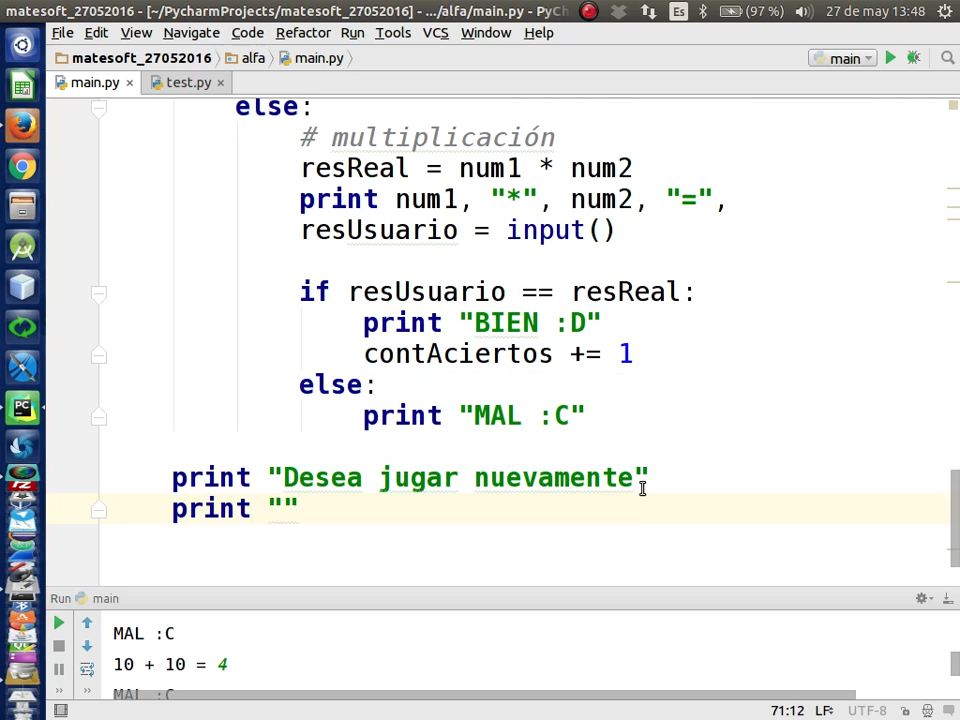 matesoft_27052016 - [~/PycharmProjects/matesoft_27052016] - .../alfa/main.py - PyCh
Es (97 %) 27 de may 13:48
File Edit View Navigate Code Refactor Run Tools VCS Window Help
matesoft_27052016 alfa main.py main
main.py × test.py ×
else:
# multiplicación
resReal = num1 * num2
print num1, "*", num2, "=",
resUsuario = input()
if resUsuario == resReal:
print "BIEN :D"
contAciertos += 1
else:
print "MAL :C"
print "Desea jugar nuevamente"
print ""
Run main
MAL :C
10 + 10 = 4
MAL :C
71:12 LF UTF-8